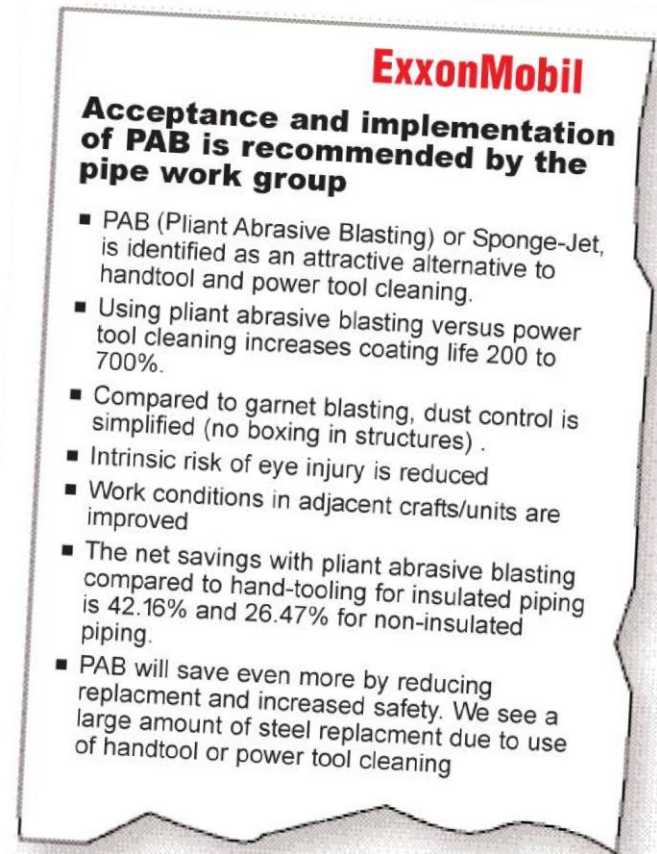 ExxonMobil
Acceptance and implementation
of PAB is recommended by the
pipe work group
■ PAB (Pliant Abrasive Blasting) or Sponge-Jet,
is identified as an attractive alternative to
handtool and power tool cleaning.
■ Using pliant abrasive blasting versus power
tool cleaning increases coating life 200 to
700%.
■ Compared to garnet blasting, dust control is
simplified (no boxing in structures) .
■ Intrinsic risk of eye injury is reduced
■ Work conditions in adjacent crafts/units are
improved
■ The net savings with pliant abrasive blasting
compared to hand-tooling for insulated piping
is 42.16% and 26.47% for non-insulated
piping.
■ PAB will save even more by reducing
replacment and increased safety. We see a
large amount of steel replacment due to use
of handtool or power tool cleaning